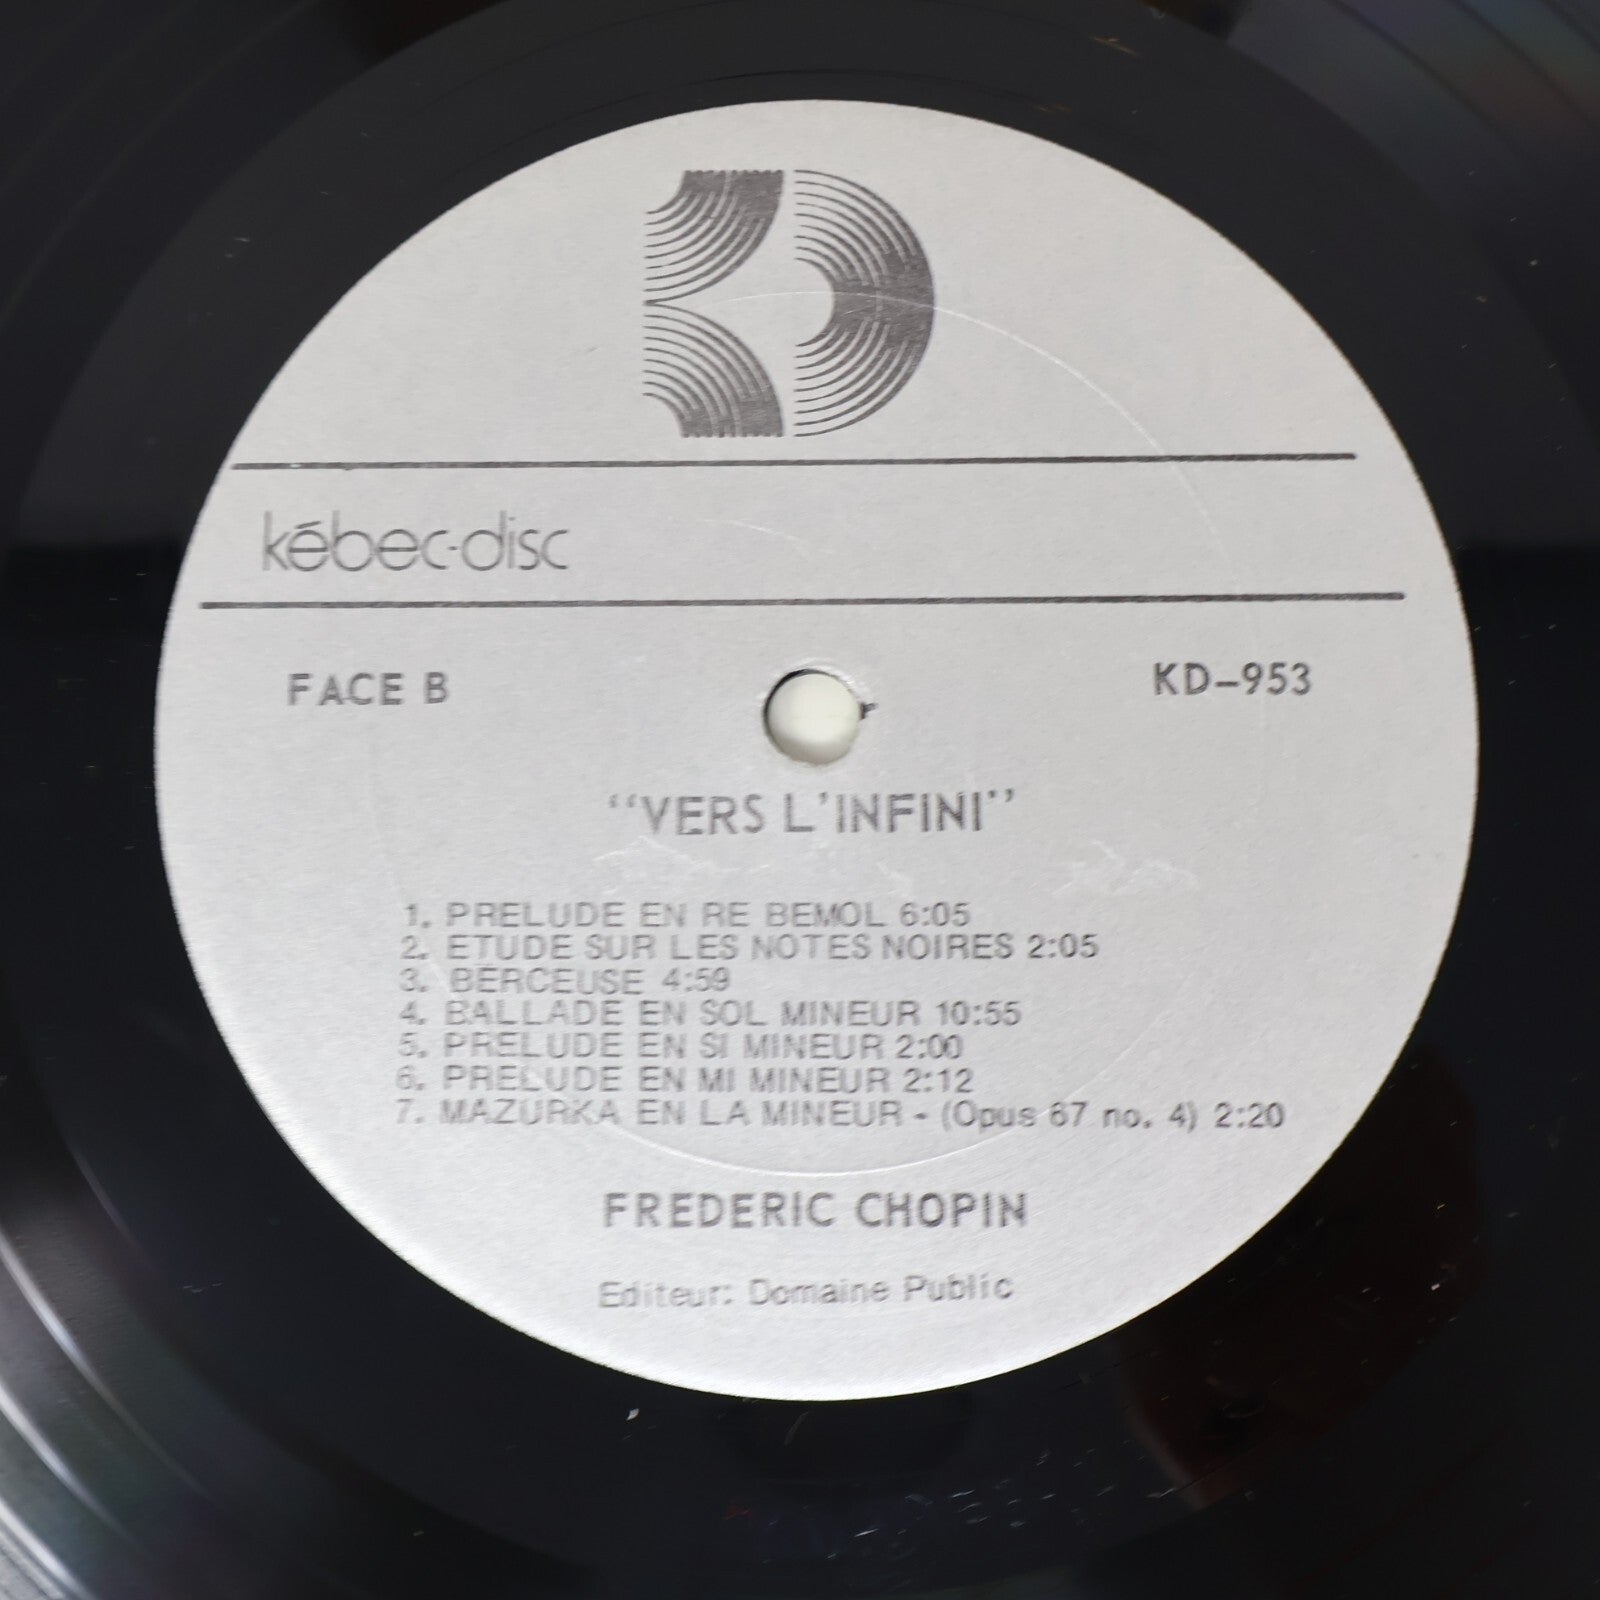 kébec-disc
FACE B
KD-953
"VERS L'INFINI"
1. PRELUDE EN RE BEMOL 6:05
2. ETUDE SUR LES NOTES NOIRES 2:05
3. BERCEUSE 4:59
4. BALLADE EN SOL MINEUR 10:55
5. PRELUDE EN SI MINEUR 2:00
6. PRELUDE EN MI MINEUR 2:12
7. MAZURKA EN LA MINEUR - (Opus 67 no. 4) 2:20
FREDERIC CHOPIN
Editeur: Domaine Public